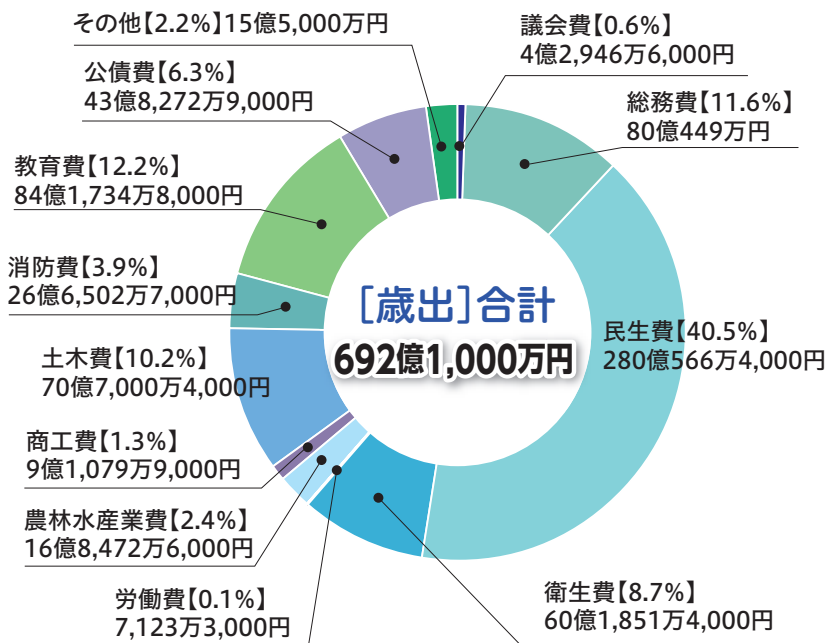 その他【2.2%】15億5,000万円
議会費【0.6%】
4億2,946万6,000円
公債費【6.3%】
43億8,272万9,000円
総務費【11.6%】
80億449万円
教育費【12.2%】
84億1,734万8,000円
消防費【3.9%】
26億6,502万7,000円
［歳出］合計
692億1,000万円
民生費【40.5%】
280億566万4,000円
土木費【10.2%】
70億7,000万4,000円
商工費【1.3%】
9億1,079万9,000円
農林水産業費【2.4%】
16億8,472万6,000円
労働費【0.1%】
7,123万3,000円
衛生費【8.7%】
60億1,851万4,000円